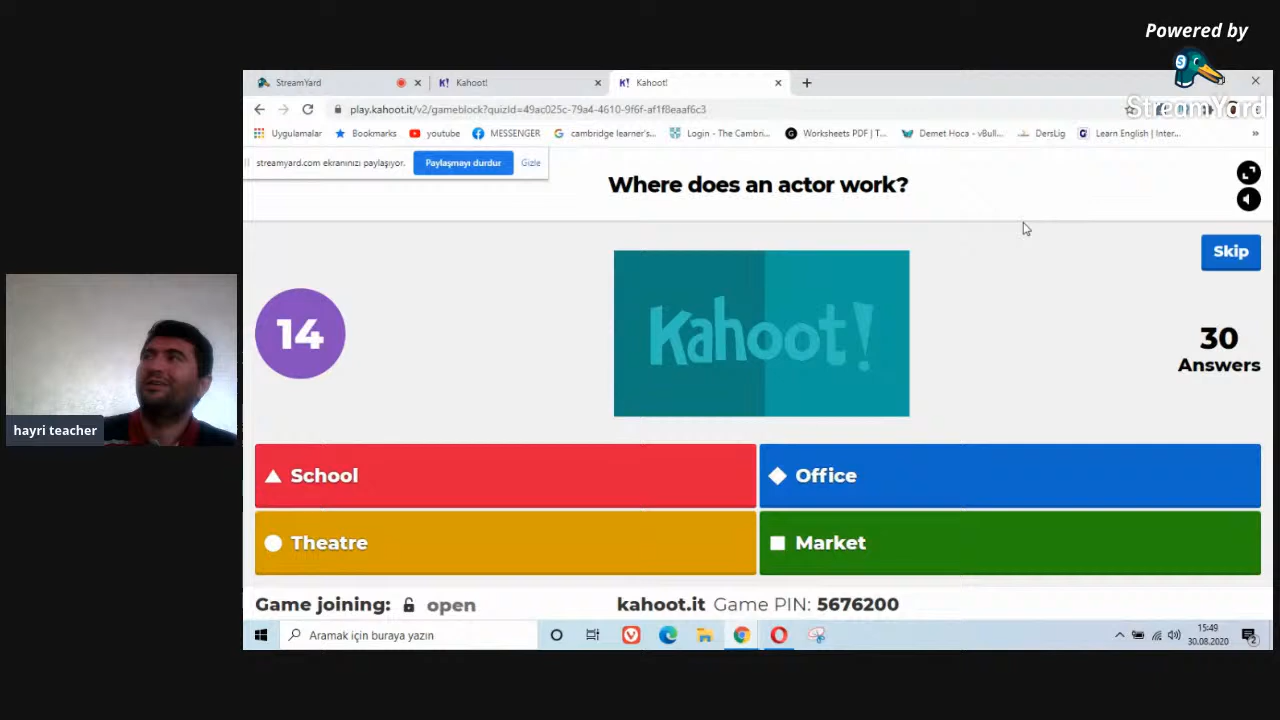 Powered by
StreamYard
StreamYard
Kahoot!
Kahoot!
play.kahoot.it/v2/gameblock?quizId=49ac025c-79a4-4610-9f6f-af1f8eaaf6c3
Uygulamalar Bookmarks youtube MESSENGER cambridge learner's... Login - The Cambri... Worksheets PDF | T... Demet Hoca - vBull... DersLig Learn English | Inter...
streamyard.com ekranınızı paylaşıyor. Paylaşmayı durdur Gizle
Where does an actor work?
Skip
14
Kahoot!
30
Answers
hayri teacher
School
Office
Theatre
Market
Game joining: open kahoot.it Game PIN: 5676200
Aramak için buraya yazın
15:49
30.08.2020
2